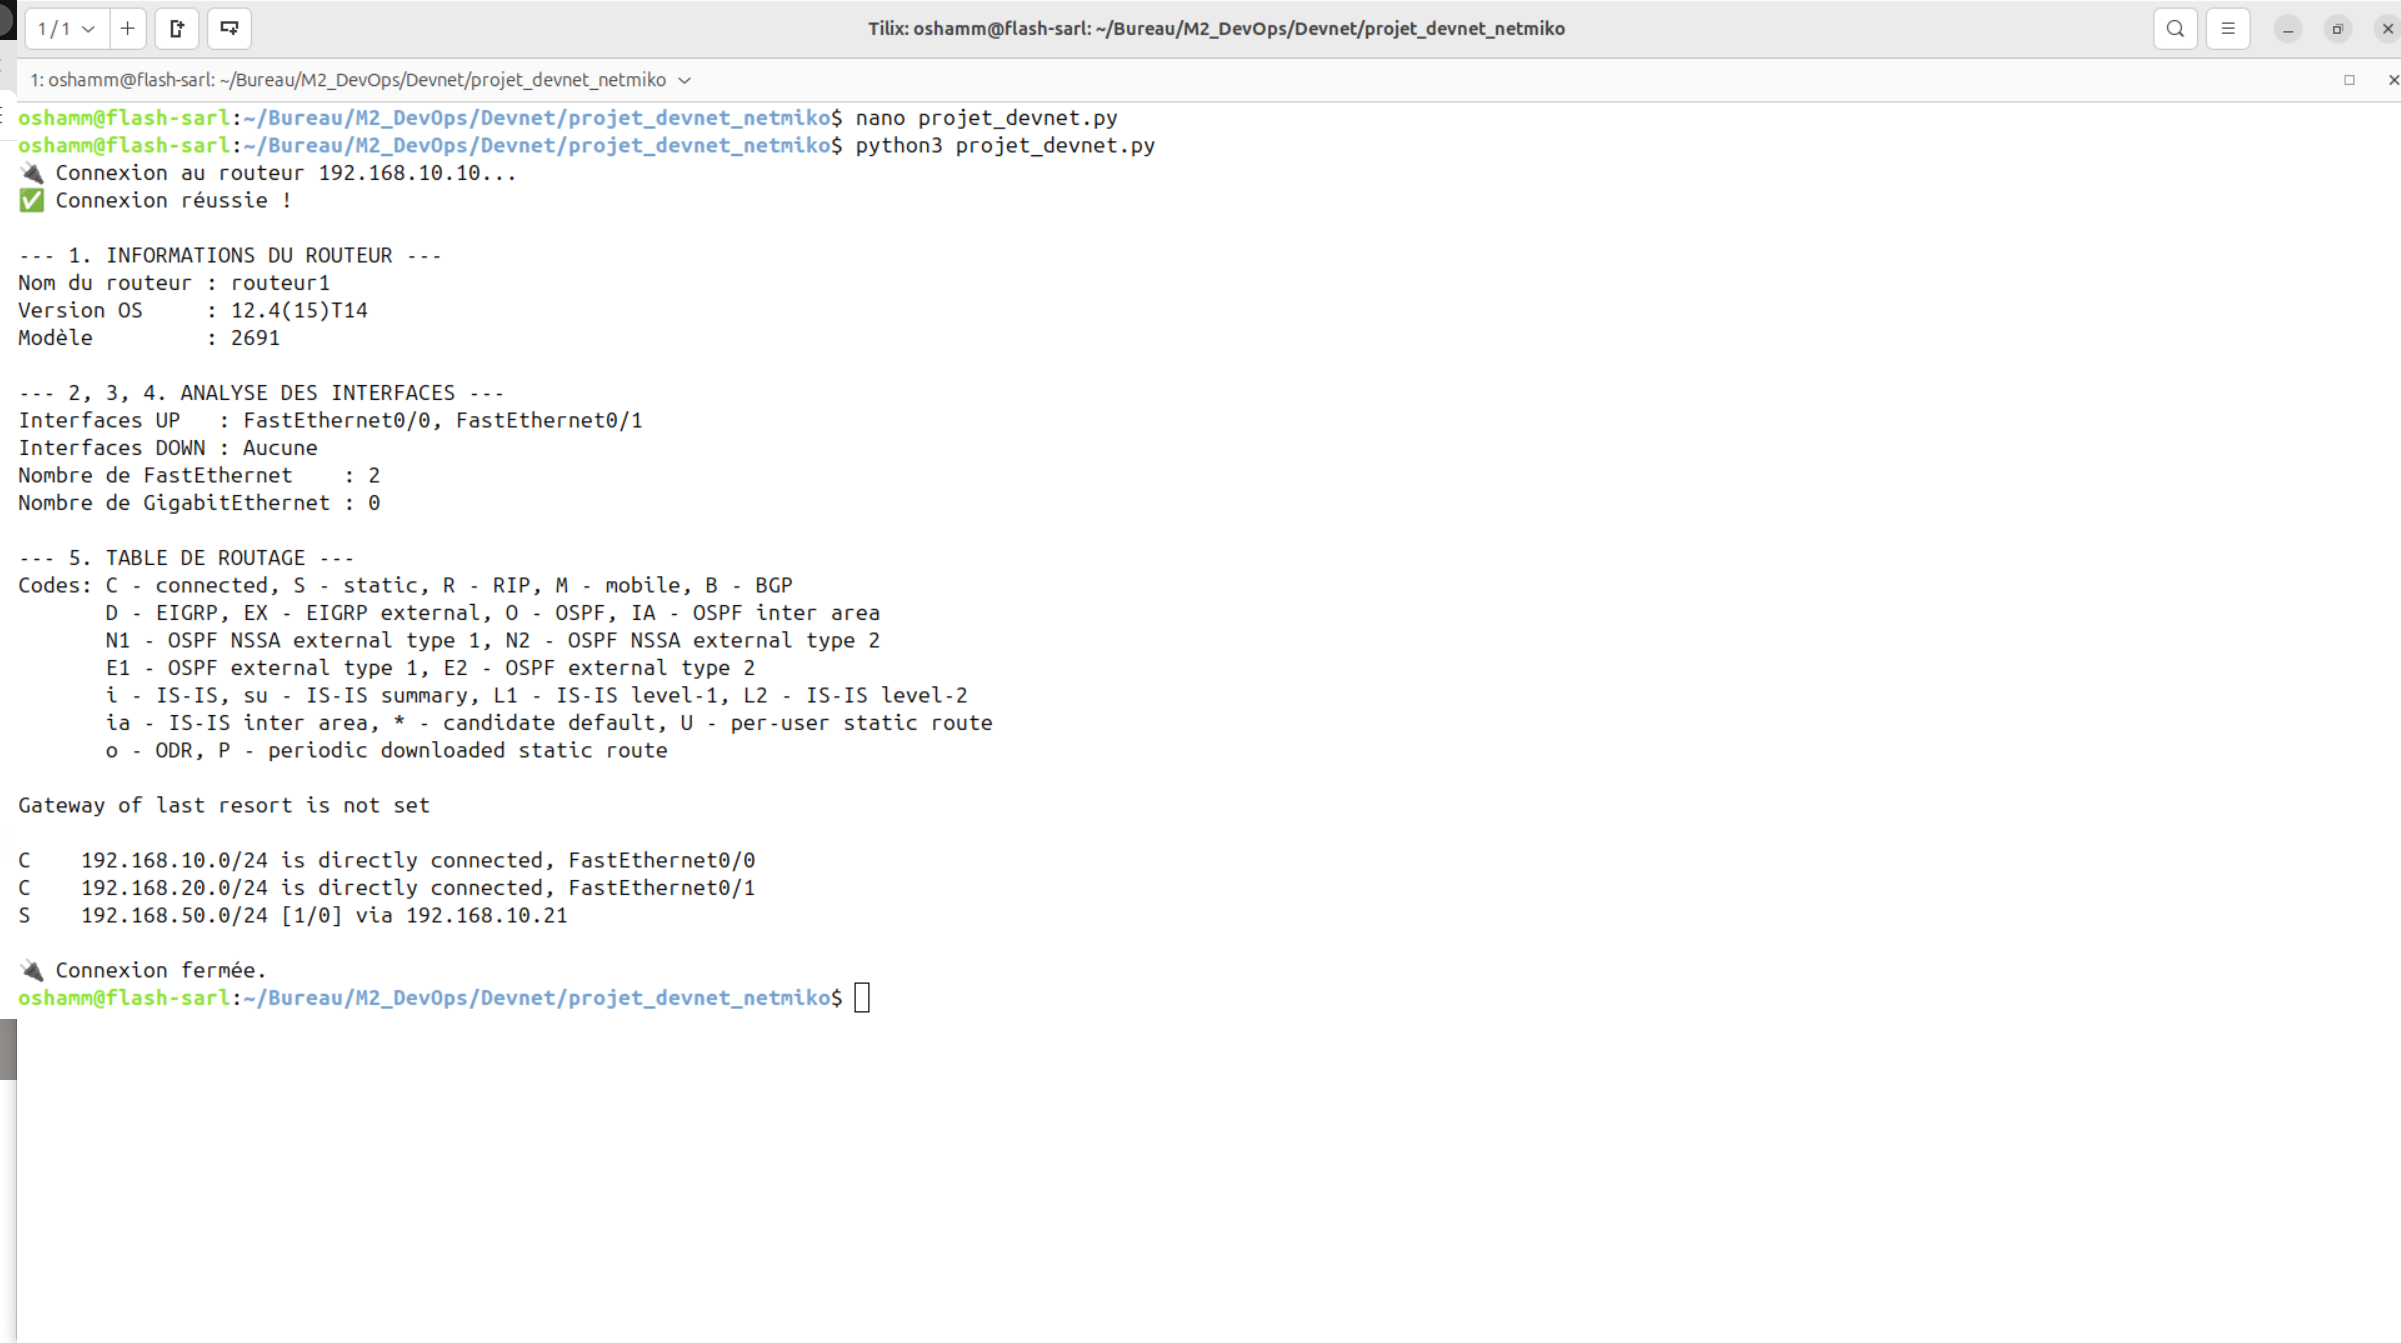 1 / 1
Tilix: oshamm@flash-sarl: ~/Bureau/M2_DevOps/Devnet/projet_devnet_netmiko
1: oshamm@flash-sarl: ~/Bureau/M2_DevOps/Devnet/projet_devnet_netmiko
oshamm@flash-sarl:~/Bureau/M2_DevOps/Devnet/projet_devnet_netmiko$ nano projet_devnet.py
oshamm@flash-sarl:~/Bureau/M2_DevOps/Devnet/projet_devnet_netmiko$ python3 projet_devnet.py
🔌 Connexion au routeur 192.168.10.10...
✅ Connexion réussie !

--- 1. INFORMATIONS DU ROUTEUR ---
Nom du routeur : routeur1
Version OS     : 12.4(15)T14
Modèle         : 2691

--- 2, 3, 4. ANALYSE DES INTERFACES ---
Interfaces UP   : FastEthernet0/0, FastEthernet0/1
Interfaces DOWN : Aucune
Nombre de FastEthernet    : 2
Nombre de GigabitEthernet : 0

--- 5. TABLE DE ROUTAGE ---
Codes: C - connected, S - static, R - RIP, M - mobile, B - BGP
       D - EIGRP, EX - EIGRP external, O - OSPF, IA - OSPF inter area
       N1 - OSPF NSSA external type 1, N2 - OSPF NSSA external type 2
       E1 - OSPF external type 1, E2 - OSPF external type 2
       i - IS-IS, su - IS-IS summary, L1 - IS-IS level-1, L2 - IS-IS level-2
       ia - IS-IS inter area, * - candidate default, U - per-user static route
       o - ODR, P - periodic downloaded static route

Gateway of last resort is not set

C    192.168.10.0/24 is directly connected, FastEthernet0/0
C    192.168.20.0/24 is directly connected, FastEthernet0/1
S    192.168.50.0/24 [1/0] via 192.168.10.21

🔌 Connexion fermée.
oshamm@flash-sarl:~/Bureau/M2_DevOps/Devnet/projet_devnet_netmiko$